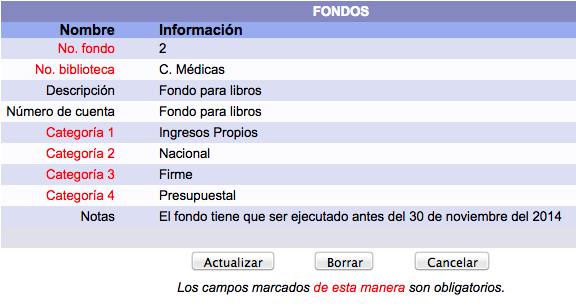 FONDOS
Nombre Información
No. fondo 2
No. biblioteca C. Médicas
Descripción Fondo para libros
Número de cuenta Fondo para libros
Categoría 1 Ingresos Propios
Categoría 2 Nacional
Categoría 3 Firme
Categoría 4 Presupuestal
Notas El fondo tiene que ser ejecutado antes del 30 de noviembre del 2014
Actualizar Borrar Cancelar
Los campos marcados de esta manera son obligatorios.